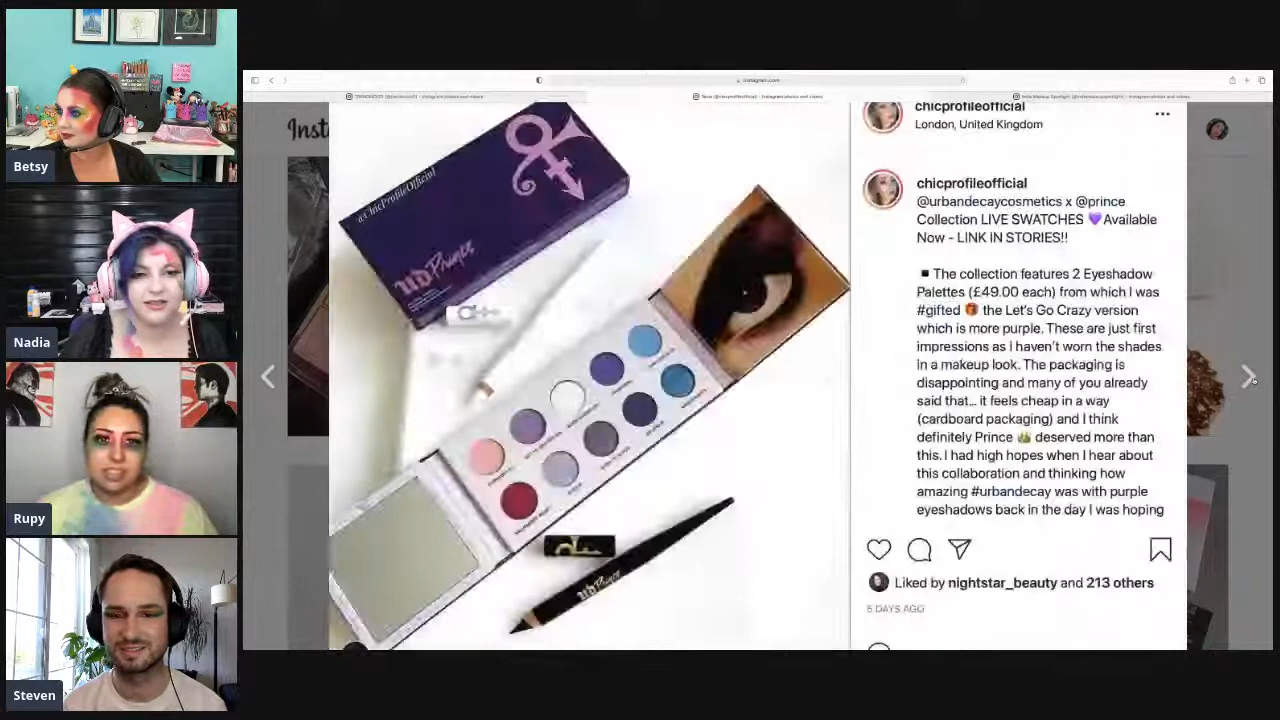 Betsy
Nadia
Rupy
Steven
instagram.com
Inst
@ChicProfileOfficial
UD Prince
UD Prince
chicprofileofficial
London, United Kingdom
chicprofileofficial
@urbandecaycosmetics x @prince
Collection LIVE SWATCHES 💜Available
Now - LINK IN STORIES!!
▪️The collection features 2 Eyeshadow
Palettes (£49.00 each) from which I was
#gifted 🎁 the Let's Go Crazy version
which is more purple. These are just first
impressions as I haven't worn the shades
in a makeup look. The packaging is
disappointing and many of you already
said that... it feels cheap in a way
(cardboard packaging) and I think
definitely Prince 👑 deserved more than
this. I had high hopes when I hear about
this collaboration and thinking how
amazing #urbandecay was with purple
eyeshadows back in the day I was hoping
Liked by nightstar_beauty and 213 others
5 DAYS AGO